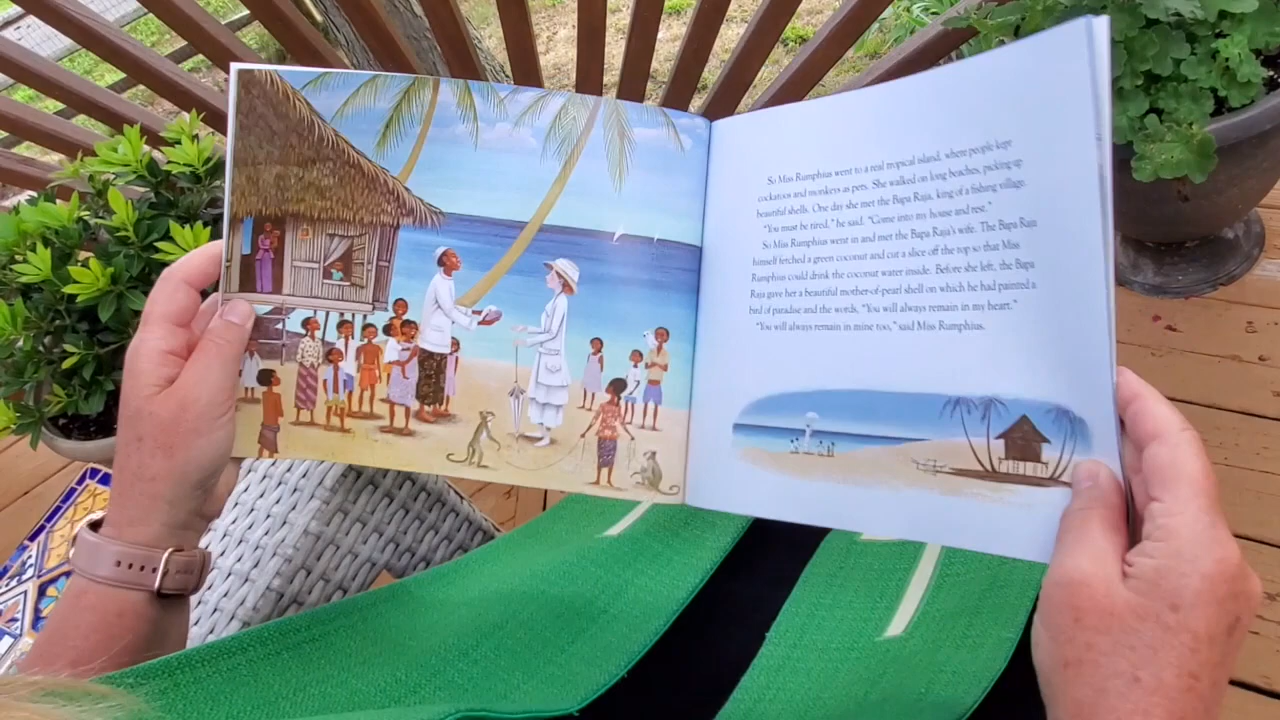 So Miss Rumphius went to a real tropical island, where people kept
cockatoos and monkeys as pets. She walked on long beaches, picking up
beautiful shells. One day she met the Bapa Raja, king of a fishing village.
"You must be tired," he said. "Come into my house and rest."
So Miss Rumphius went in and met the Bapa Raja's wife. The Bapa Raja
himself fetched a green coconut and cut a slice off the top so that Miss
Rumphius could drink the coconut water inside. Before she left, the Bapa
Raja gave her a beautiful mother-of-pearl shell on which he had painted a
bird of paradise and the words, "You will always remain in my heart."
"You will always remain in mine too," said Miss Rumphius.